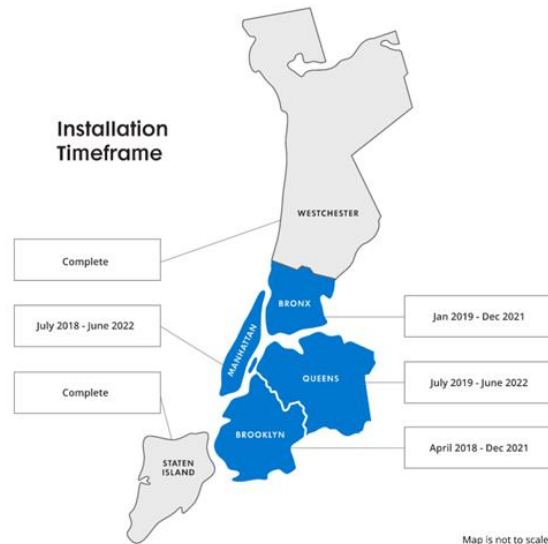 Installation
Timeframe
WESTCHESTER
Complete
BRONX
July 2018 - June 2022
Jan 2019 - Dec 2021
MANHATTAN
QUEENS
July 2019 - June 2022
Complete
BROOKLYN
April 2018 - Dec 2021
STATEN
ISLAND
Map is not to scale